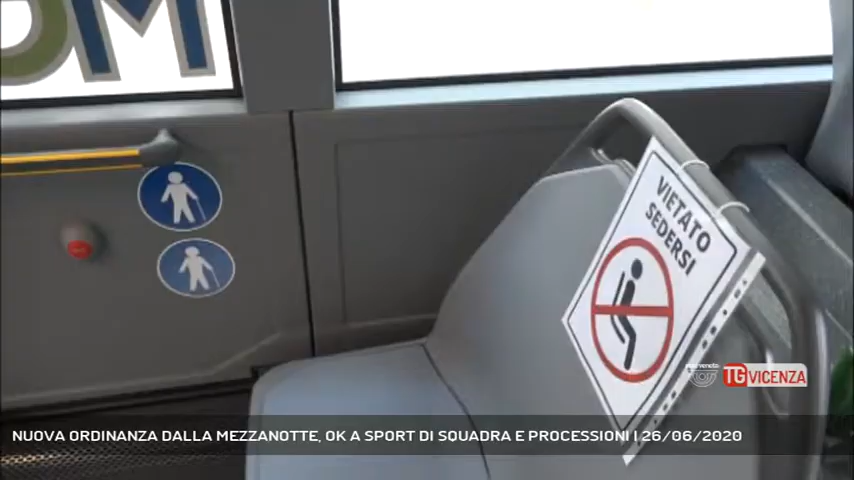 VIETATO
SEDERSI
TG VICENZA
NUOVA ORDINANZA DALLA MEZZANOTTE, OK A SPORT DI SQUADRA E PROCESSIONI | 26/06/2020